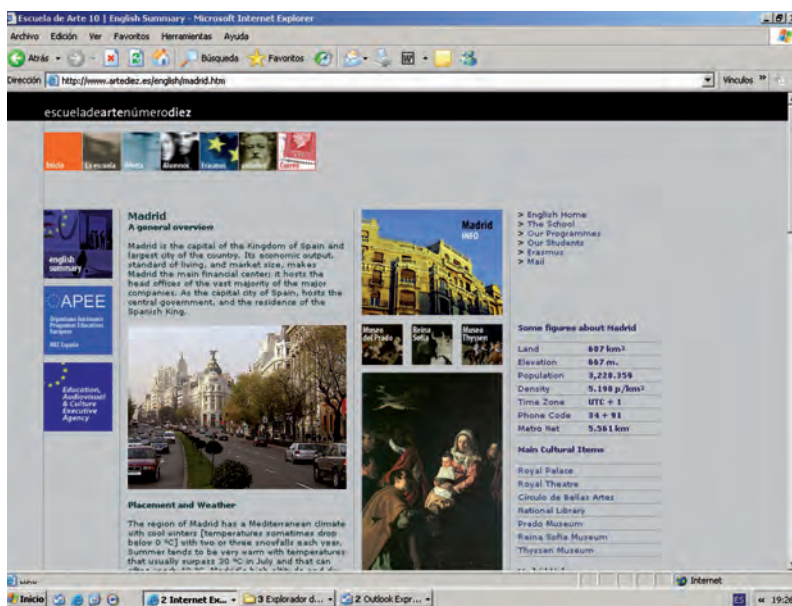 Escuela de Arte 10 | English Summary - Microsoft Internet Explorer
Archivo Edición Ver Favoritos Herramientas Ayuda
Atrás Búsqueda Favoritos
Dirección http://www.artediez.es/english/madrid.htm Vínculos
escueladeartenúmerodiez
Inicio La escuela Oferta Alumnos Erasmus Correo
english
summary
APEE
Organismo Autónomo
Programas Educativos
Europeos
MEC España
Education,
Audiovisual
& Culture
Executive
Agency
Madrid
A general overview
Madrid is the capital of the Kingdom of Spain and
largest city of the country. Its economic output,
standard of living, and market size, makes
Madrid the main financial center; it hosts the
head offices of the vast majority of the major
companies. As the capital city of Spain, hosts the
central government, and the residence of the
Spanish King.
Placement and Weather
The region of Madrid has a Mediterranean climate
with cool winters [temperatures sometimes drop
below 0 ºC] with two or three snowfalls each year.
Summer tends to be very warm with temperatures
that usually surpass 30 ºC in July and that can
Madrid
INFO
Museo
del Prado
Reina
Sofía
Museo
Thyssen
> English Home
> The School
> Our Programmes
> Our Students
> Erasmus
> Mail
Some figures about Madrid
Land 607 km²
Elevation 667 m.
Population 3,228.359
Density 5.198 p/km²
Time Zone UTC + 1
Phone Code 34 + 91
Metro Net 5.561 km
Main Cultural Items
Royal Palace
Royal Theatre
Círculo de Bellas Artes
National Library
Prado Museum
Reina Sofía Museum
Thyssen Museum
Internet
Inicio 2 Internet Ex... 3 Explorador d... 2 Outlook Expr... ES 19:26